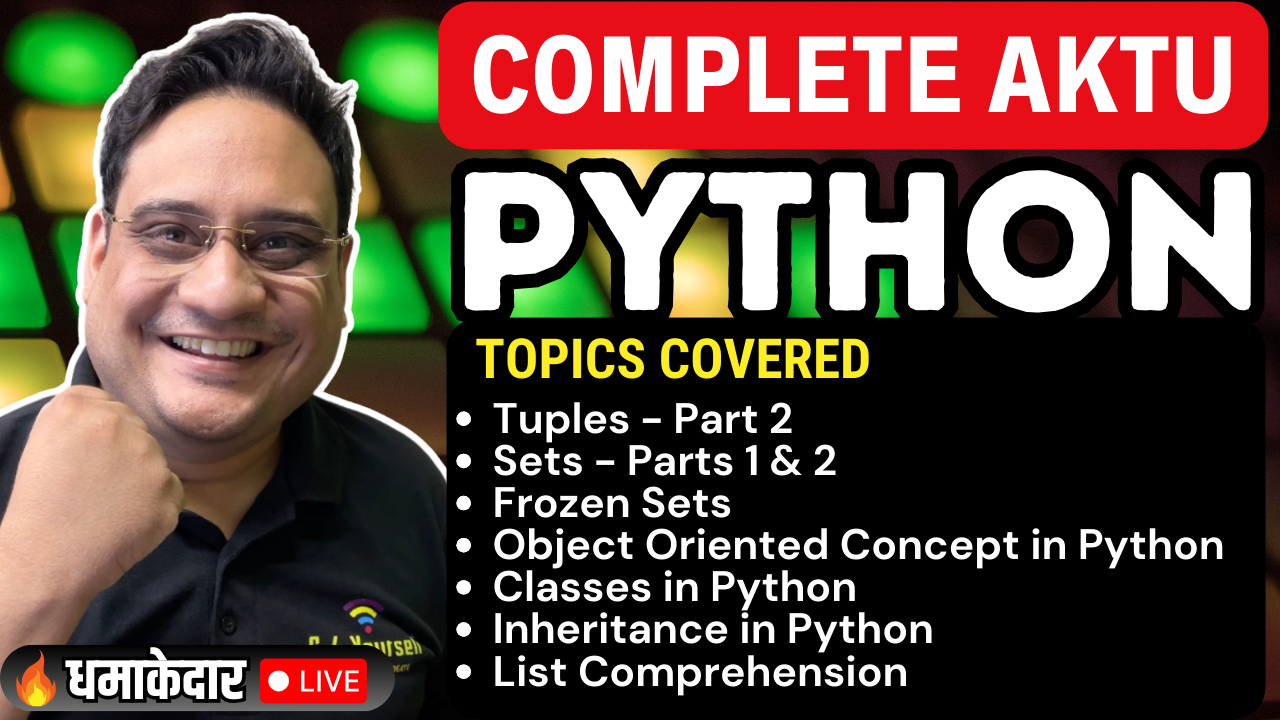 COMPLETE AKTU
PYTHON
TOPICS COVERED
• Tuples - Part 2
• Sets - Parts 1 & 2
• Frozen Sets
• Object Oriented Concept in Python
• Classes in Python
• Inheritance in Python
• List Comprehension
धमाकेदार
LIVE